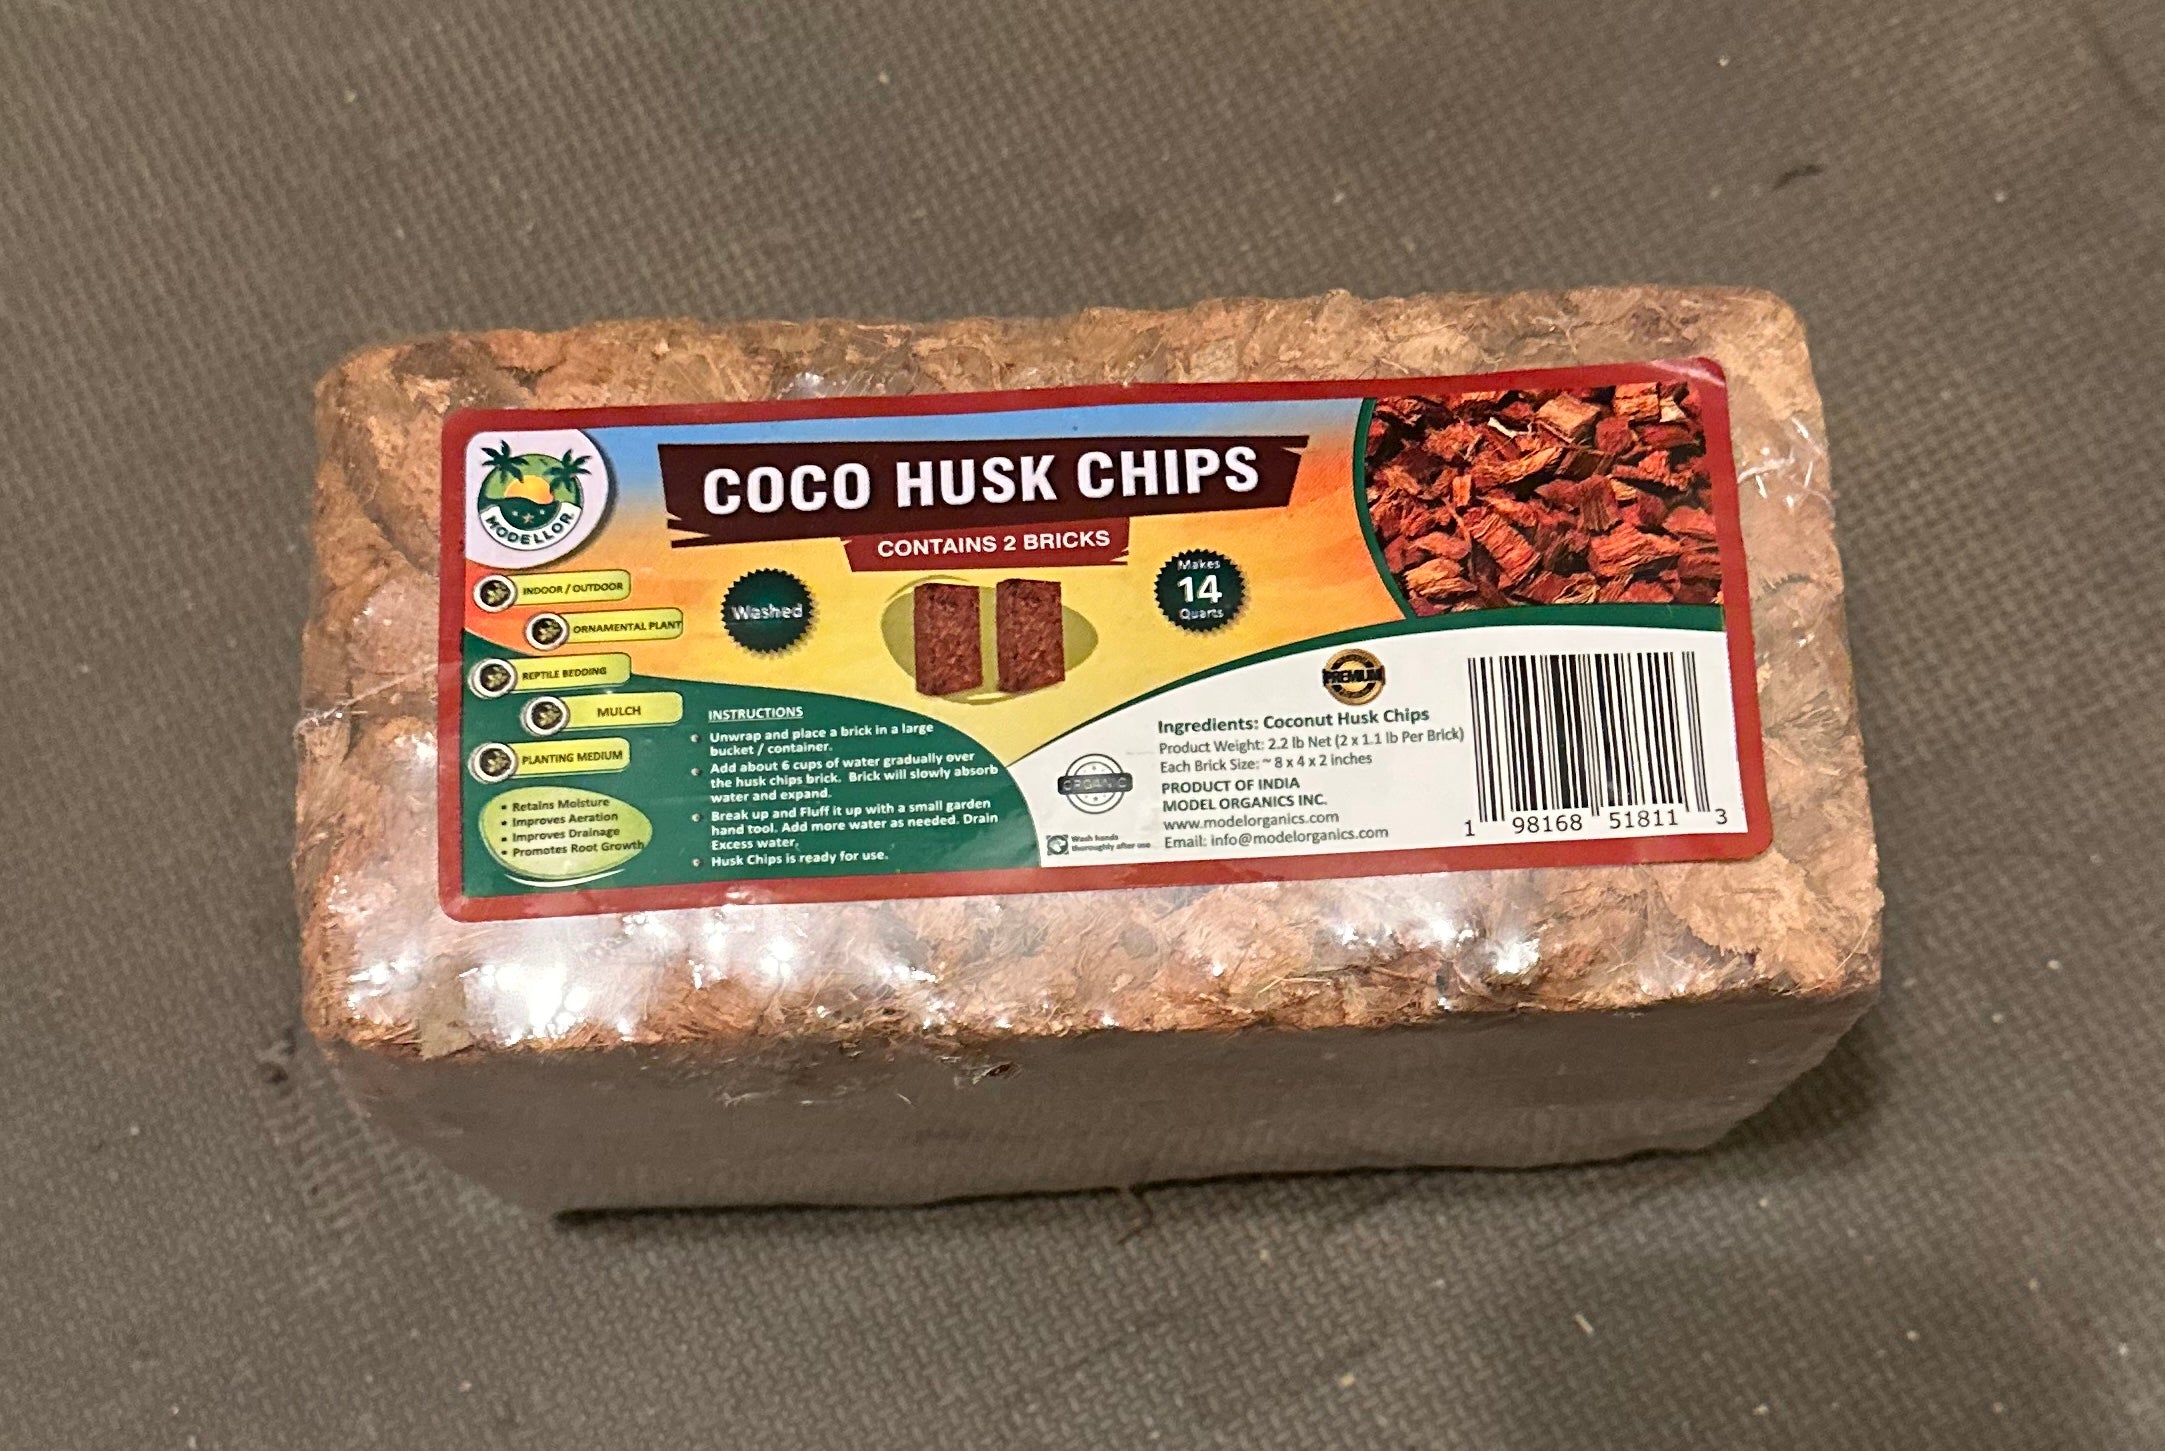 COCO HUSK CHIPS
CONTAINS 2 BRICKS
MODELLOR
INDOOR / OUTDOOR
ORNAMENTAL PLANT
REPTILE BEDDING
MULCH
PLANTING MEDIUM
• Retains Moisture
• Improves Aeration
• Improves Drainage
• Promotes Root Growth
Washed
Makes
14
Quarts
INSTRUCTIONS
Unwrap and place a brick in a large
bucket / container.
Add about 6 cups of water gradually over
the husk chips brick. Brick will slowly absorb
water and expand.
Break up and Fluff it up with a small garden
hand tool. Add more water as needed. Drain
Excess water.
Husk Chips is ready for use.
PREMIUM
ORGANIC
Wash hands
thoroughly after use
Ingredients: Coconut Husk Chips
Product Weight: 2.2 lb Net (2 x 1.1 lb Per Brick)
Each Brick Size: ~ 8 x 4 x 2 inches
PRODUCT OF INDIA
MODEL ORGANICS INC.
www.modelorganics.com
Email: info@modelorganics.com
1 98168 51811 3